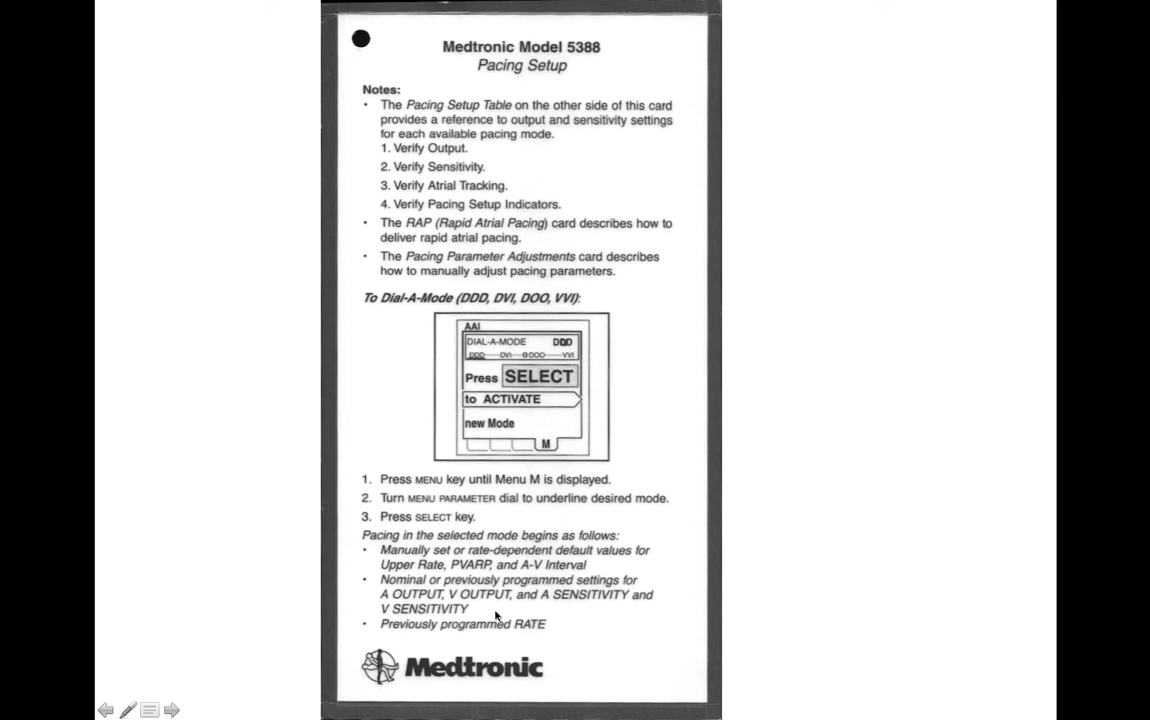 Medtronic Model 5388
Pacing Setup
Notes:
• The Pacing Setup Table on the other side of this card
provides a reference to output and sensitivity settings
for each available pacing mode.
1. Verify Output.
2. Verify Sensitivity.
3. Verify Atrial Tracking.
4. Verify Pacing Setup Indicators.
• The RAP (Rapid Atrial Pacing) card describes how to
deliver rapid atrial pacing.
• The Pacing Parameter Adjustments card describes
how to manually adjust pacing parameters.
To Dial-A-Mode (DDD, DVI, DOO, VVI):
AAI
DIAL-A-MODE DDD
DDD DVI DOO VVI
Press SELECT
to ACTIVATE
new Mode
M
1. Press MENU key until Menu M is displayed.
2. Turn MENU PARAMETER dial to underline desired mode.
3. Press SELECT key.
Pacing in the selected mode begins as follows:
• Manually set or rate-dependent default values for
Upper Rate, PVARP, and A-V Interval
• Nominal or previously programmed settings for
A OUTPUT, V OUTPUT, and A SENSITIVITY and
V SENSITIVITY
• Previously programmed RATE
Medtronic